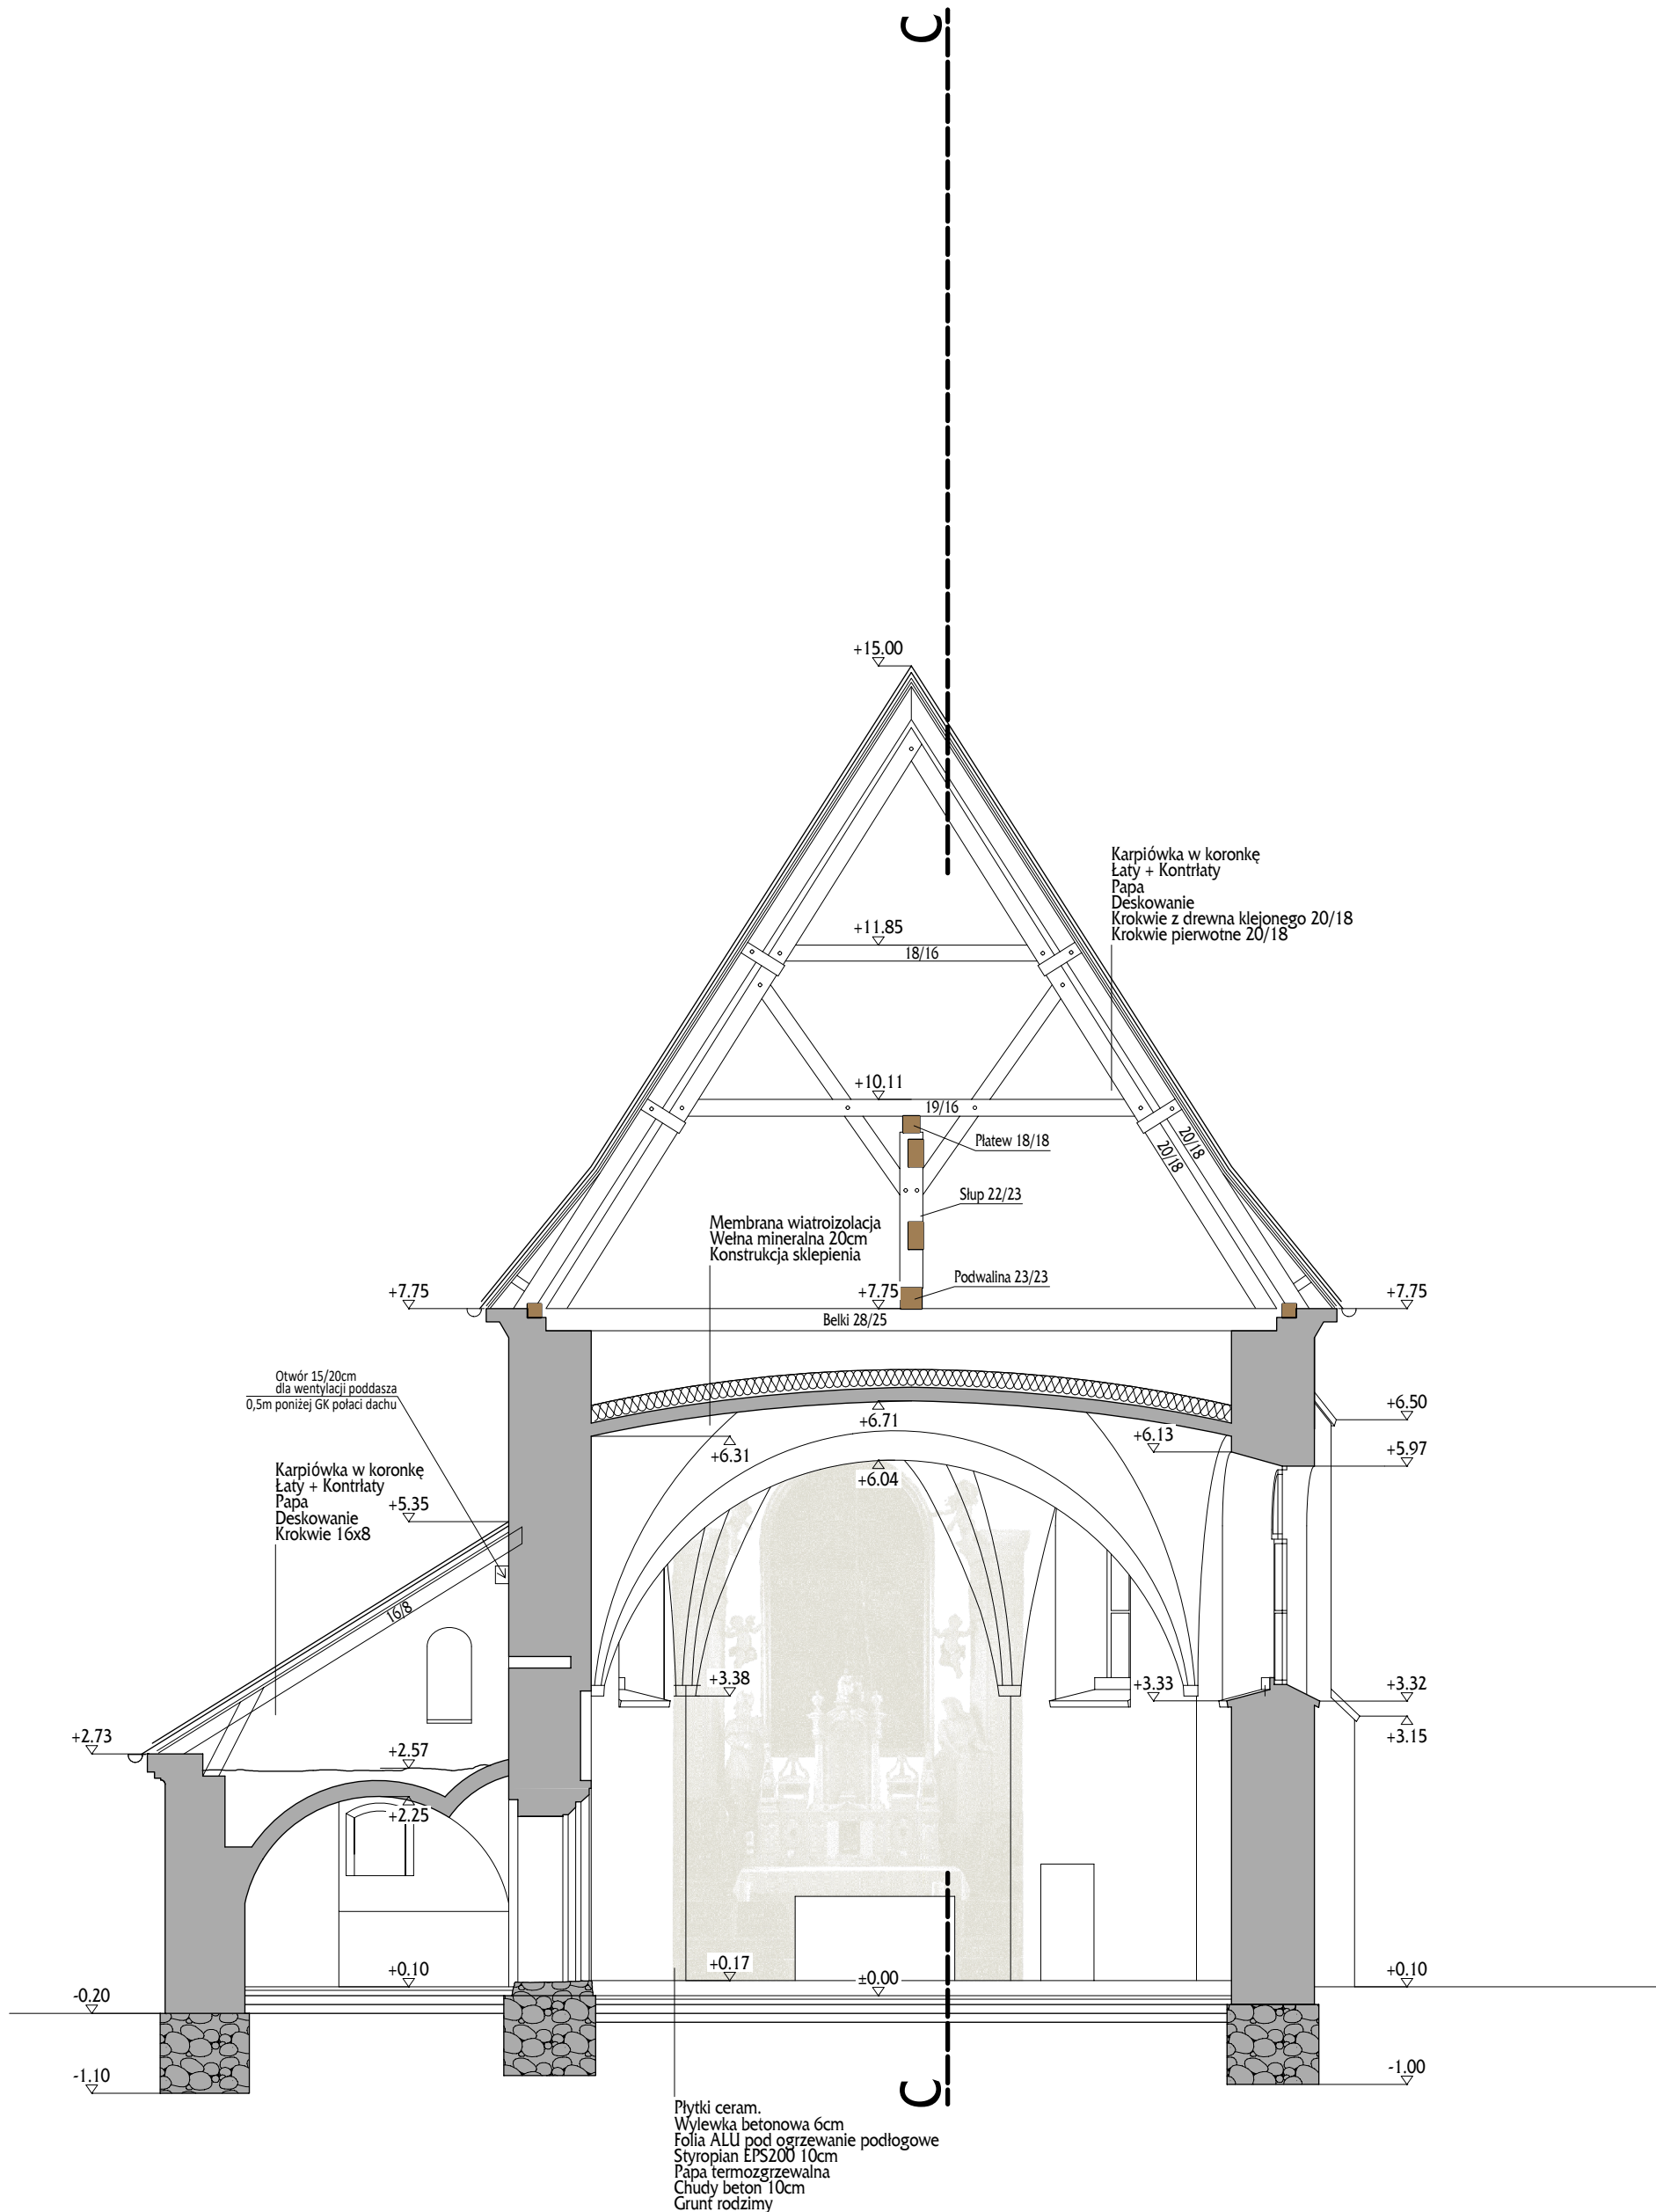 C
+15.00
Karpiówka w koronkę
Łaty + Kontrłaty
Papa
Deskowanie
Krokwie z drewna klejonego 20/18
Krokwie pierwotne 20/18
+11.85
18/16
+10.11
19/16
Płatew 18/18
20/18
20/18
Słup 22/23
Membrana wiatroizolacja
Wełna mineralna 20cm
Konstrukcja sklepienia
Podwalina 23/23
+7.75
+7.75
+7.75
Belki 28/25
Otwór 15/20cm
dla wentylacji poddasza
0,5m poniżej GK połaci dachu
+6.50
+6.71
+6.13
+6.31
+5.97
+6.04
Karpiówka w koronkę
Łaty + Kontrłaty
Papa
Deskowanie
Krokwie 16x8
+5.35
16/8
+3.38
+3.33
+3.32
+3.15
+2.73
+2.57
+2.25
+0.17
+0.10
±0.00
+0.10
-0.20
-1.10
-1.00
C
Płytki ceram.
Wylewka betonowa 6cm
Folia ALU pod ogrzewanie podłogowe
Styropian EPS200 10cm
Papa termozgrzewalna
Chudy beton 10cm
Grunt rodzimy